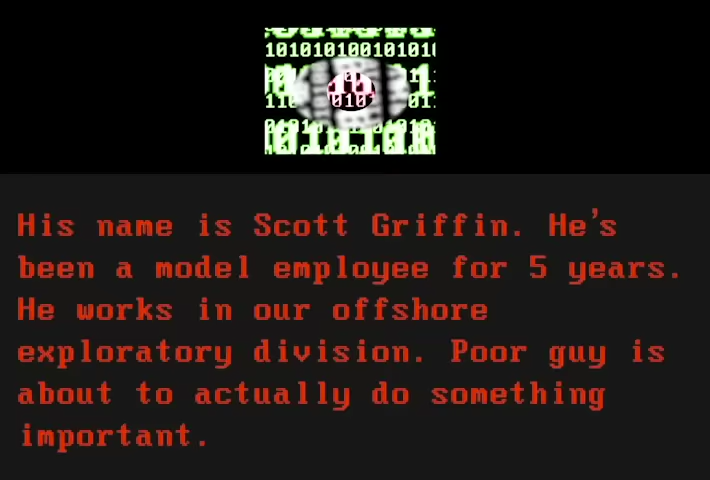 10101010010101
010
His name is Scott Griffin. He's
been a model employee for 5 years.
He works in our offshore
exploratory division. Poor guy is
about to actually do something
important.